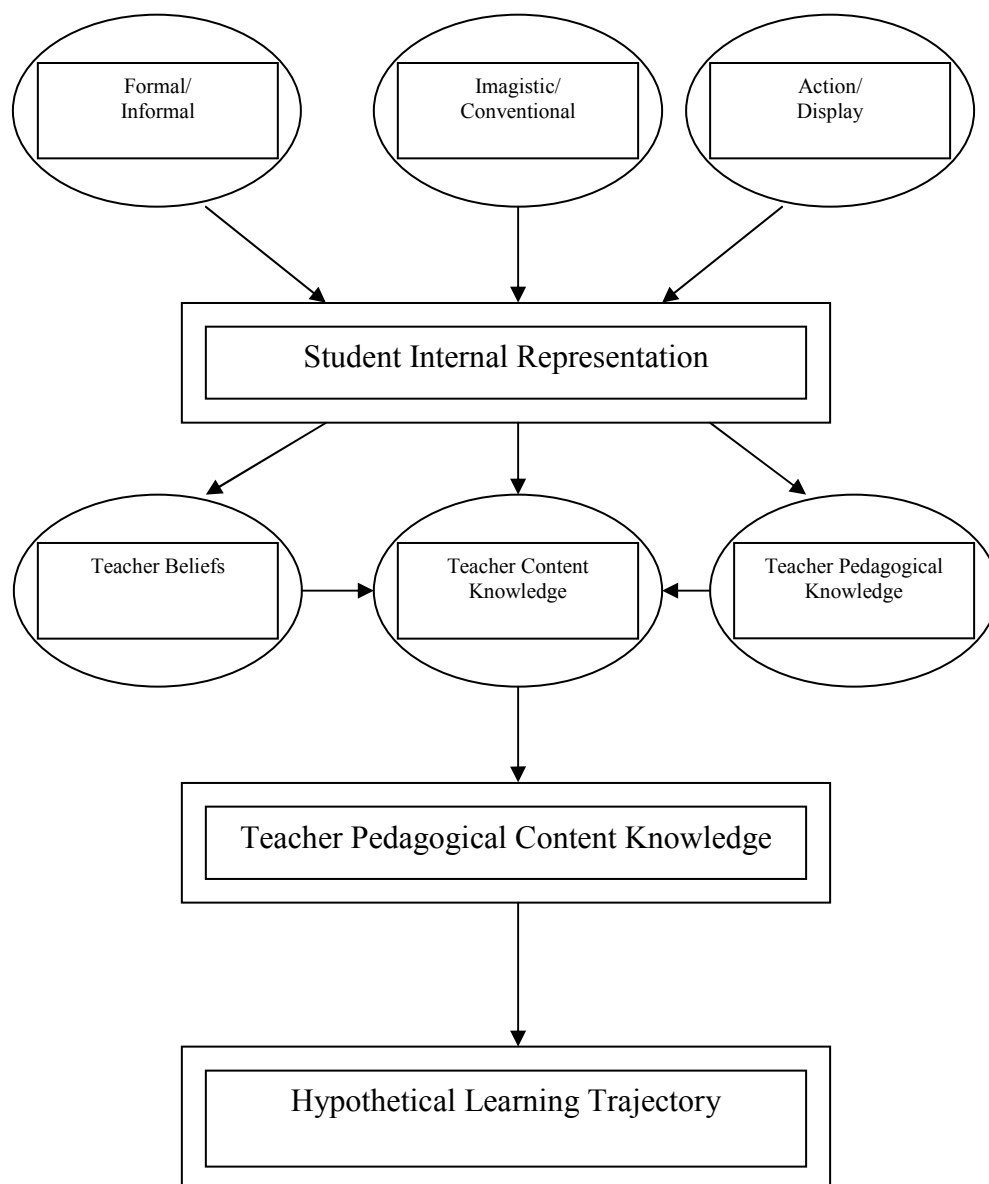 Formal/
Informal
Imagistic/
Conventional
Action/
Display
Student Internal Representation
Teacher Beliefs
Teacher Content
Knowledge
Teacher Pedagogical
Knowledge
Teacher Pedagogical Content Knowledge
Hypothetical Learning Trajectory